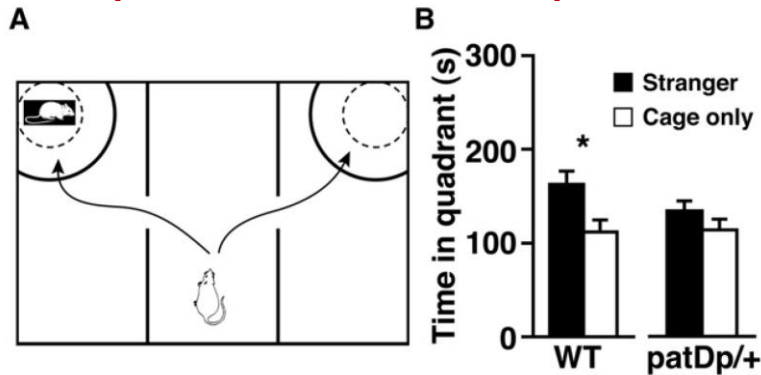 A
B
Time in quadrant (s)
300
200
100
0
Stranger
Cage only
*
WT
patDp/+